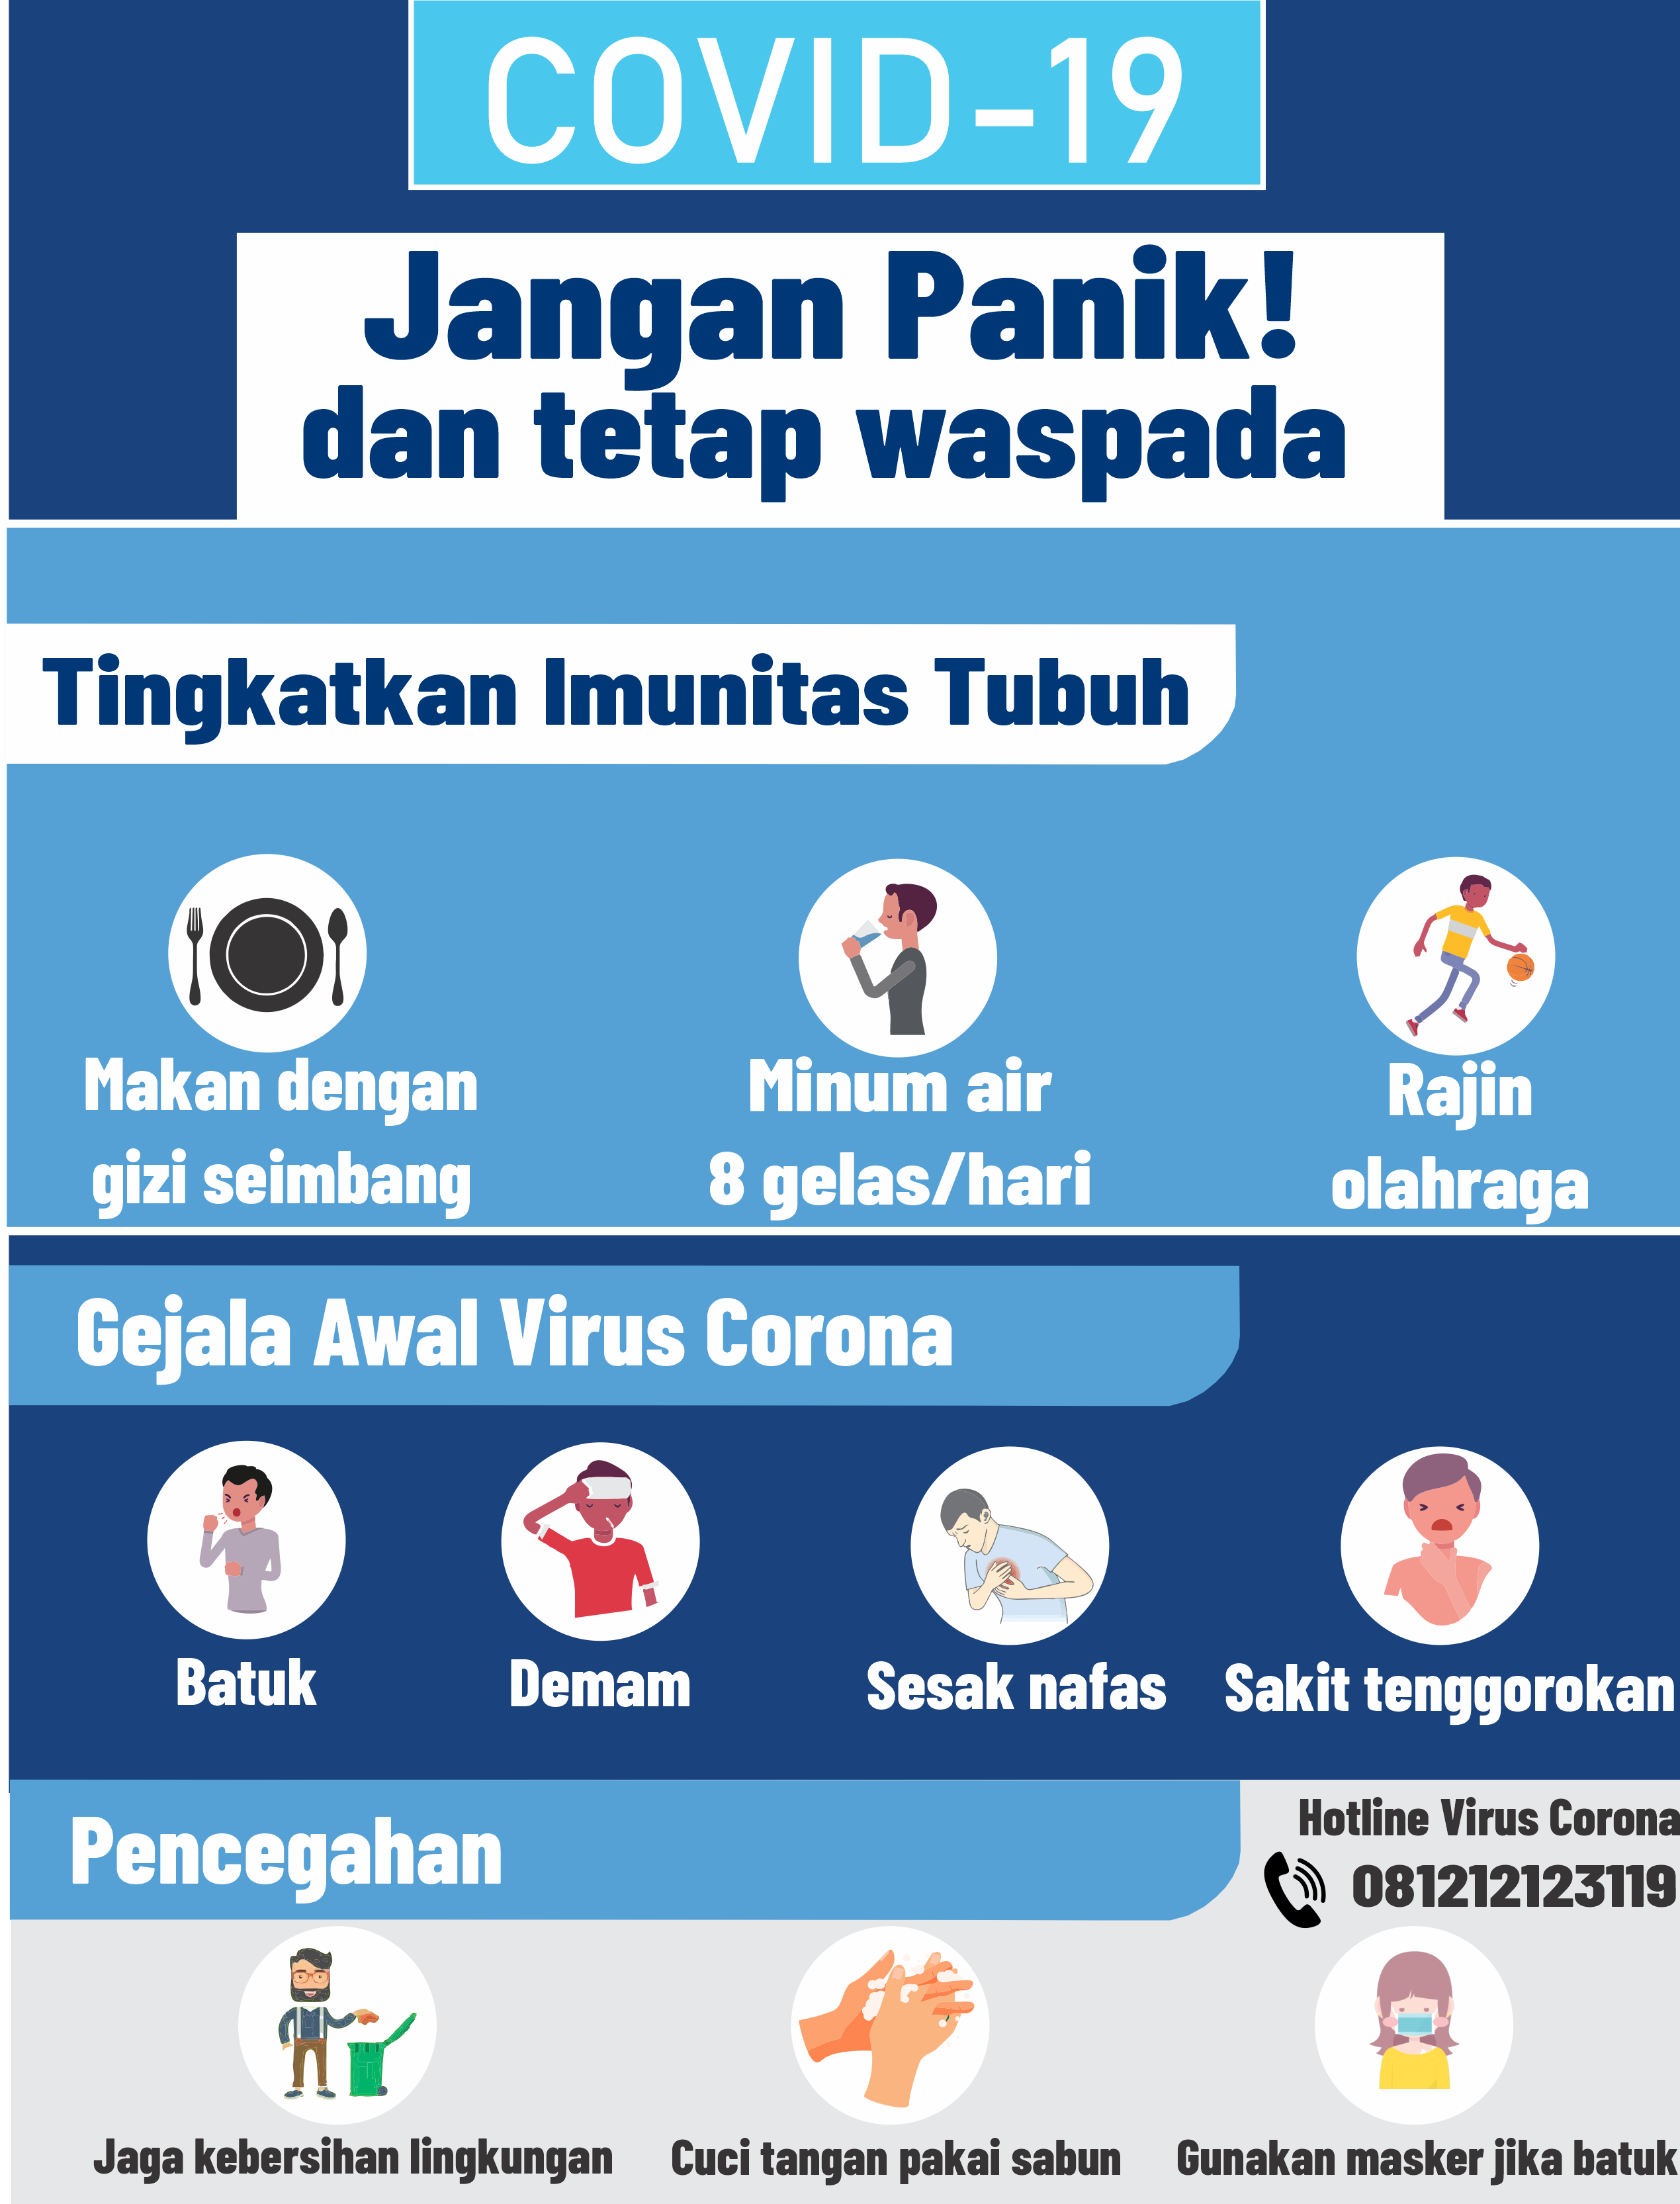 COVID-19
Jangan Panik!
dan tetap waspada
Tingkatkan Imunitas Tubuh
Makan dengan
gizi seimbang
Minum air
8 gelas/hari
Rajin
olahraga
Gejala Awal Virus Corona
Batuk
Demam
Sesak nafas
Sakit tenggorokan
Pencegahan
Hotline Virus Corona
081212123119
Jaga kebersihan lingkungan
Cuci tangan pakai sabun
Gunakan masker jika batuk